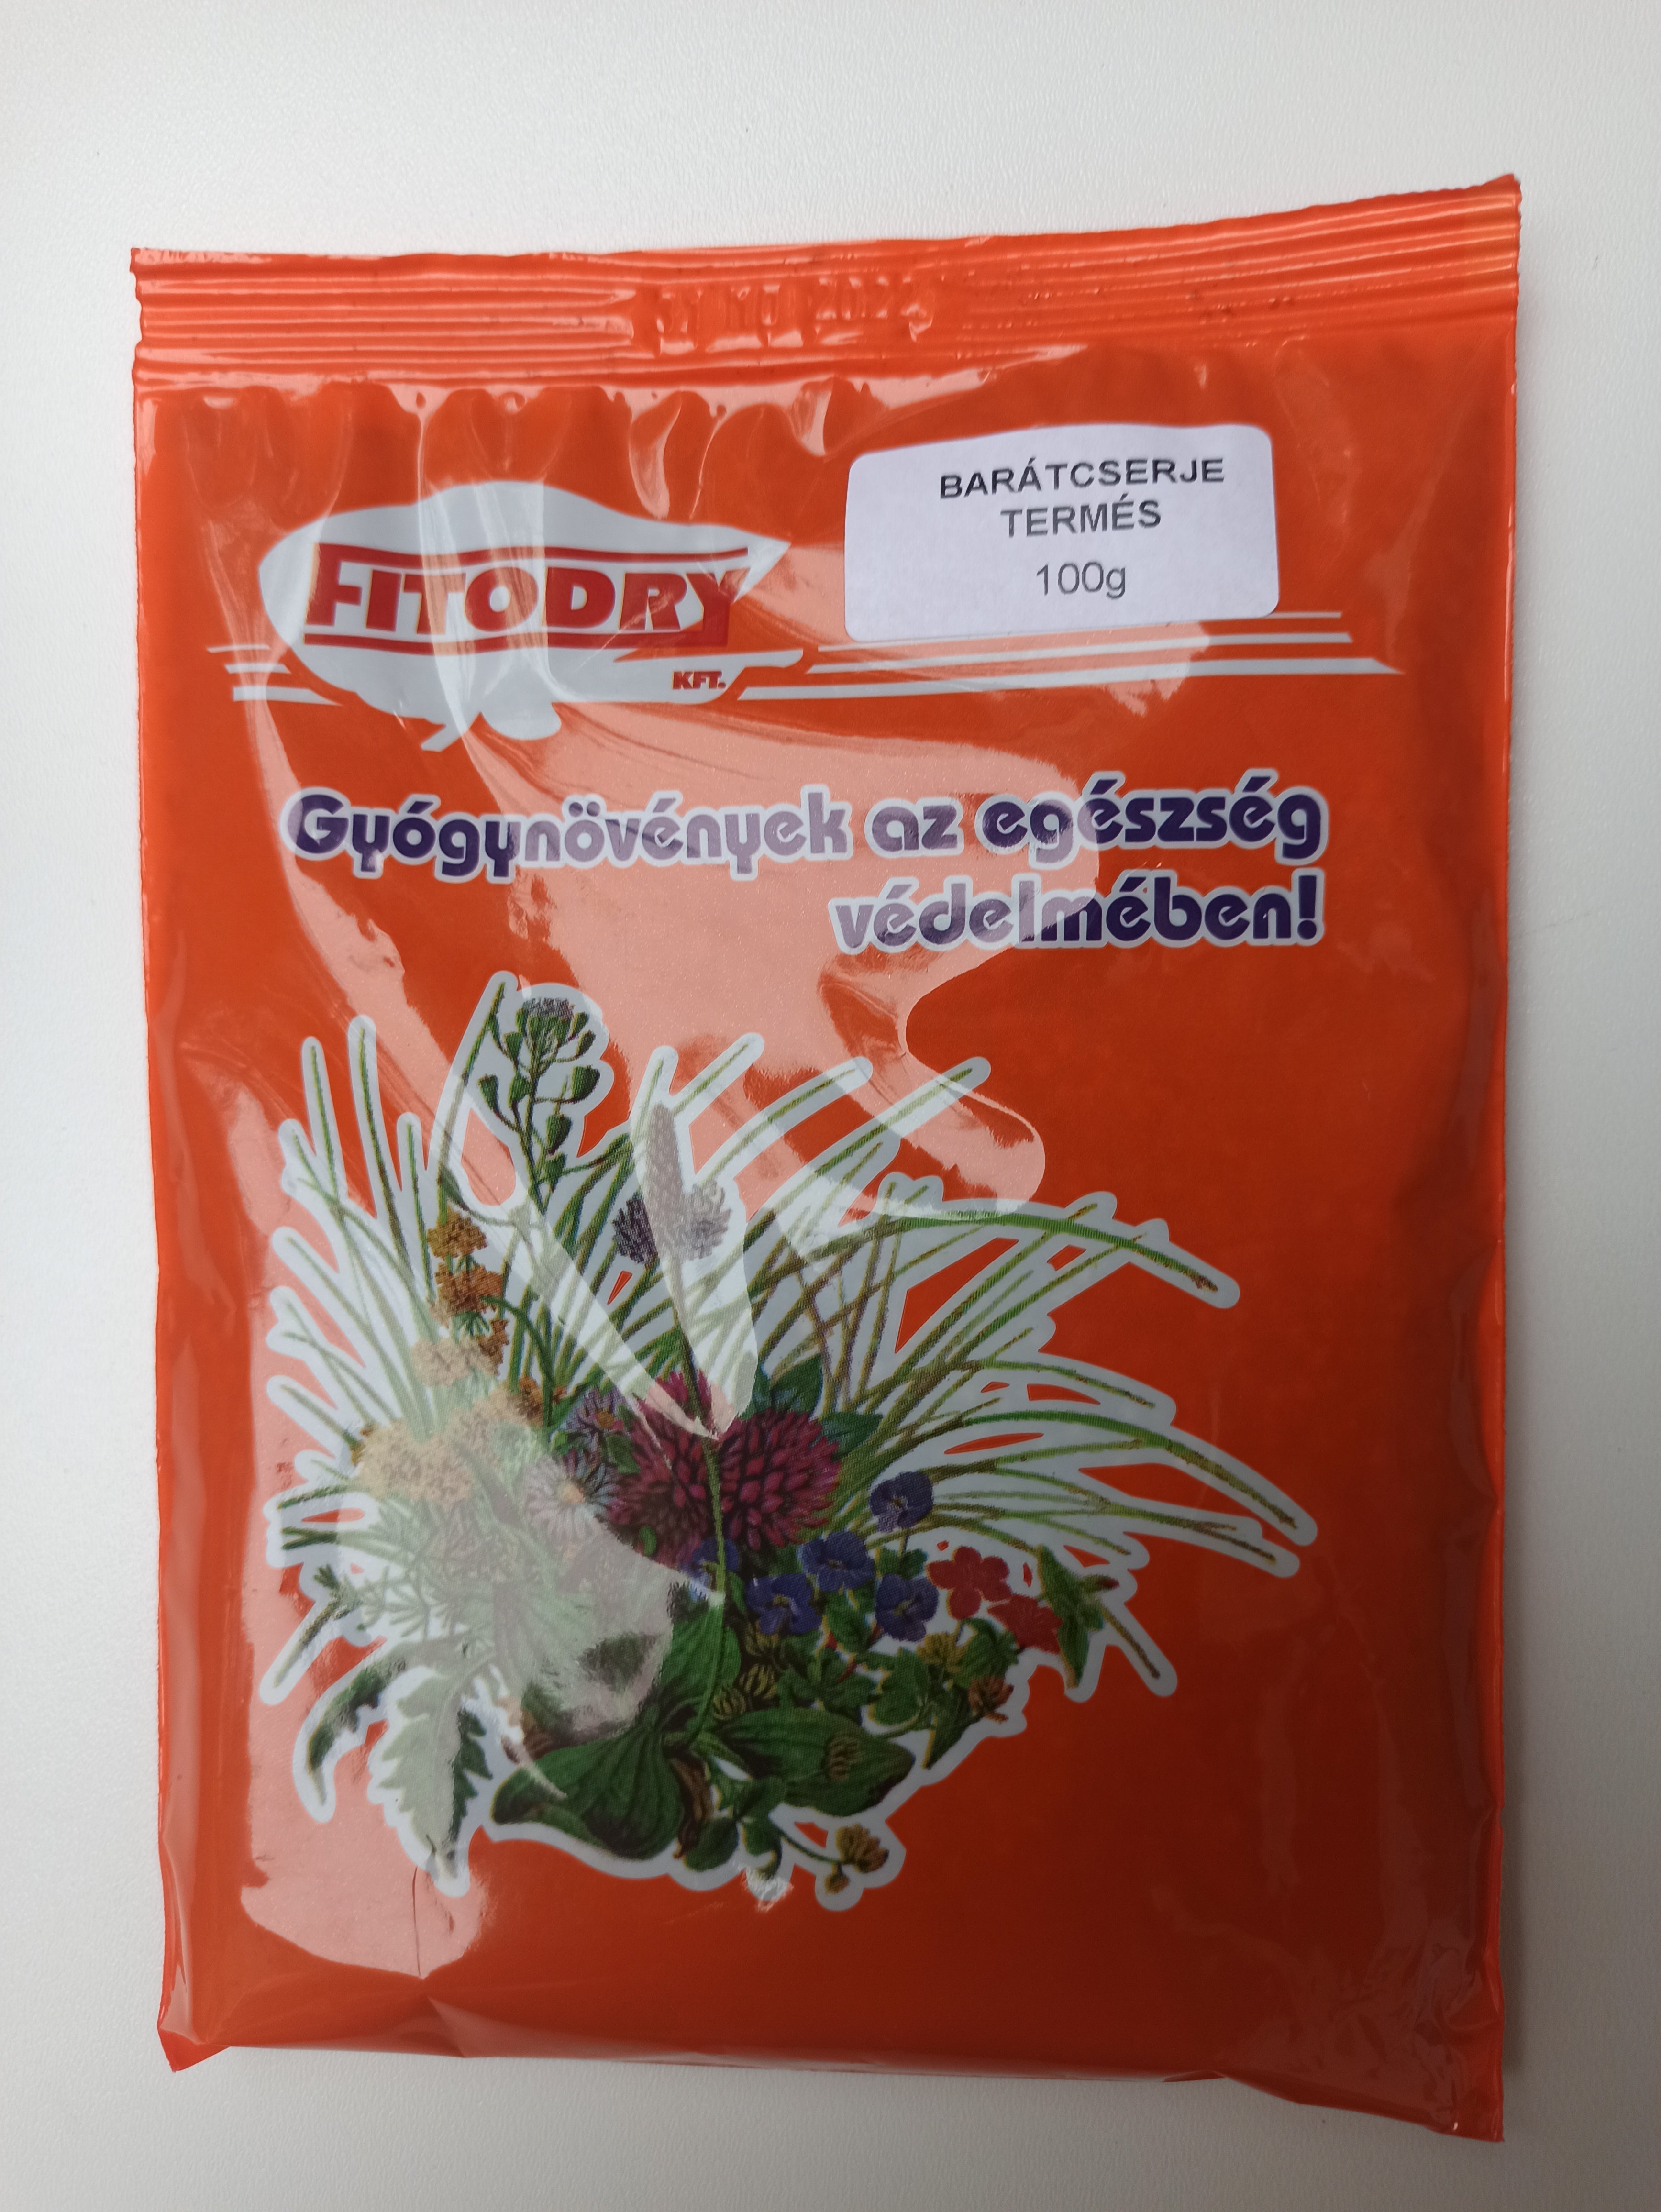 BARÁTCSERJE
TERMÉS
100g
FITODRY
KFT.
Gyógynövények az egészség
védelmében!